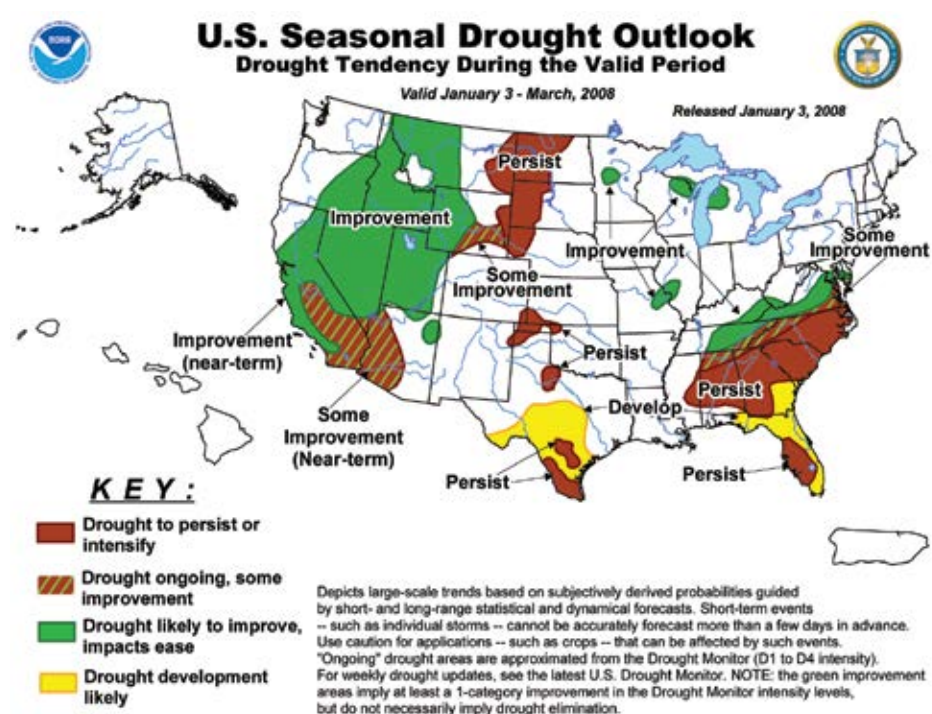 NOAA
U.S. Seasonal Drought Outlook
Drought Tendency During the Valid Period
Valid January 3 - March, 2008
Released January 3, 2008
Persist
Improvement
Some
Improvement
Improvement
Some
Improvement
Improvement
(near-term)
Persist
Some
Improvement
(Near-term)
Develop
Persist
Persist
Persist
KEY:
Drought to persist or
intensify
Drought ongoing, some
improvement
Drought likely to improve,
impacts ease
Drought development
likely
Depicts large-scale trends based on subjectively derived probabilities guided
by short- and long-range statistical and dynamical forecasts. Short-term events
-- such as individual storms -- cannot be accurately forecast more than a few days in advance.
Use caution for applications -- such as crops -- that can be affected by such events.
"Ongoing" drought areas are approximated from the Drought Monitor (D1 to D4 intensity).
For weekly drought updates, see the latest U.S. Drought Monitor. NOTE: the green improvement
areas imply at least a 1-category improvement in the Drought Monitor intensity levels,
but do not necessarily imply drought elimination.